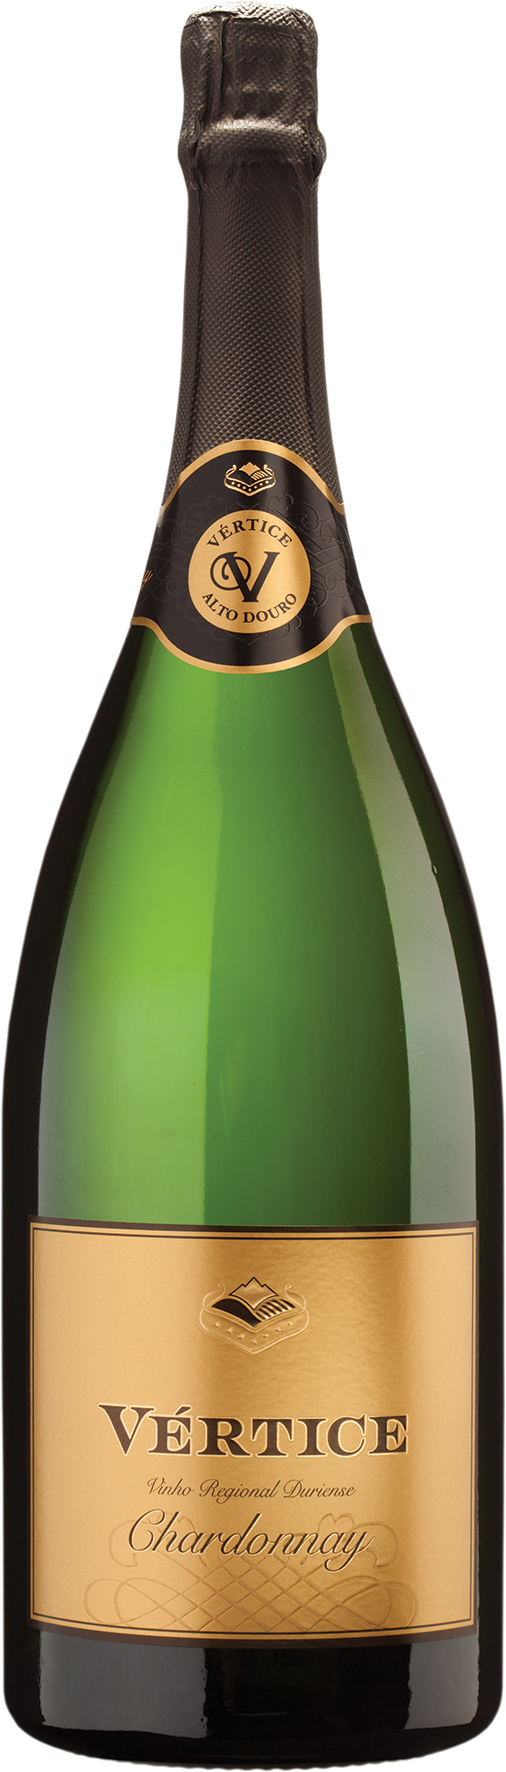 VÉRTICE
V
ALTO DOURO
VÉRTICE
Vinho Regional Duriense
Chardonnay